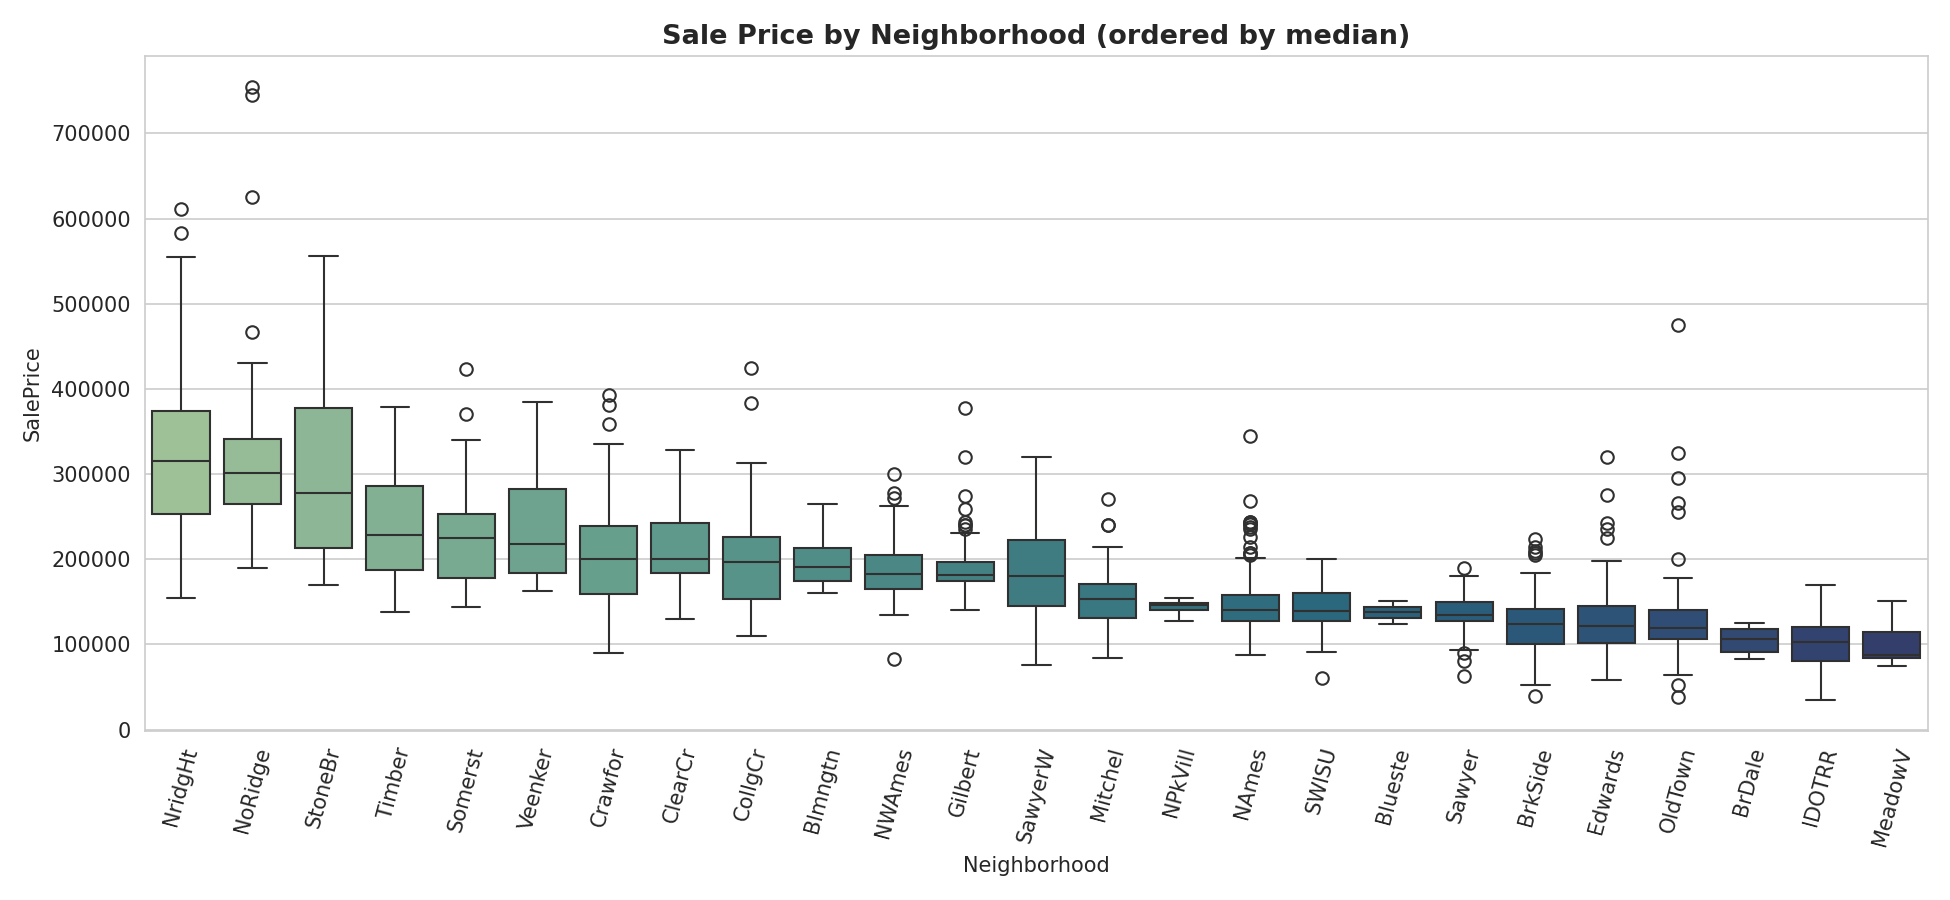 Sale Price by Neighborhood (ordered by median)
SalePrice
700000
600000
500000
400000
300000
200000
100000
0
NridgHt
NoRidge
StoneBr
Timber
Somerst
Veenker
Crawfor
ClearCr
CollgCr
Blmngtn
NWAmes
Gilbert
SawyerW
Mitchel
NPkVill
NAmes
SWISU
Blueste
Sawyer
BrkSide
Edwards
OldTown
BrDale
IDOTRR
MeadowV
Neighborhood